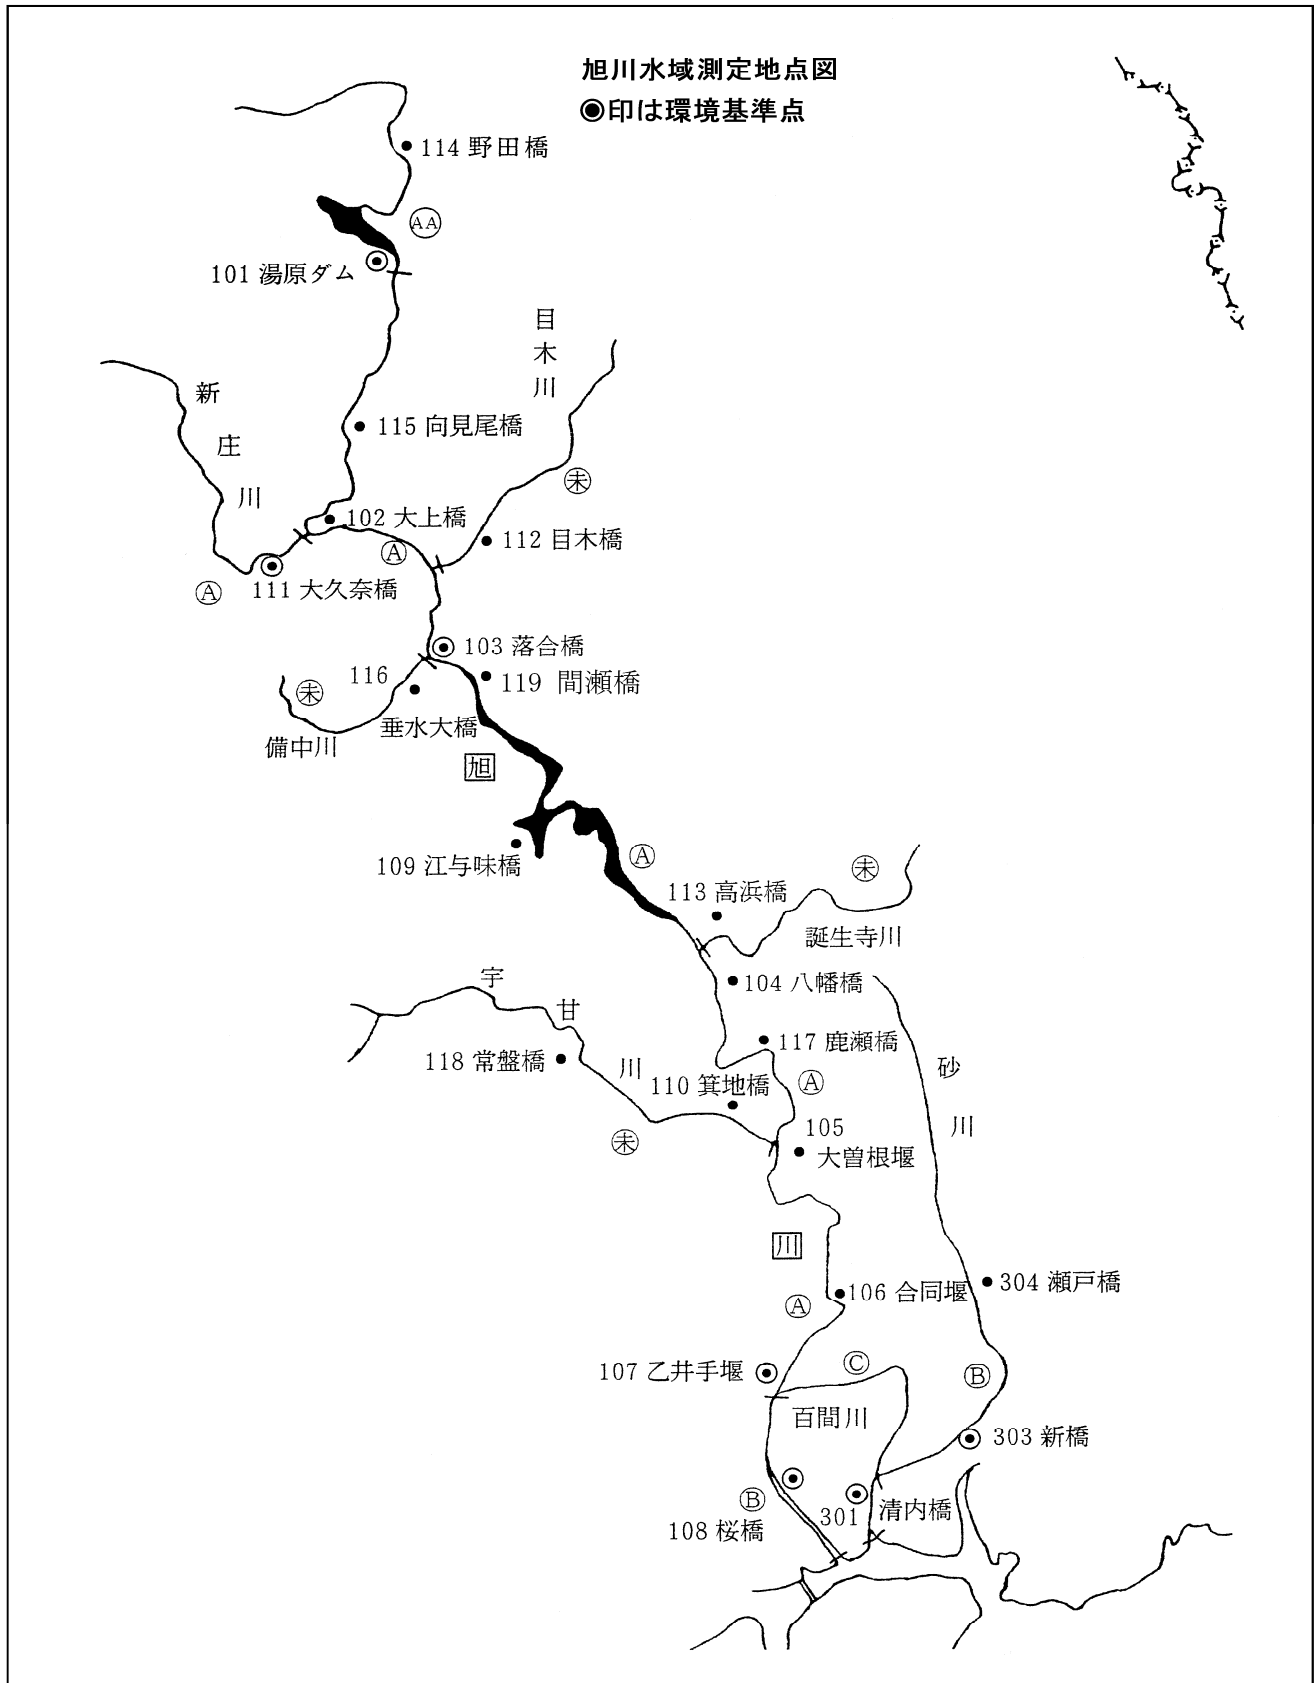 旭川水域測定地点図
◉印は環境基準点
114 野田橋
AA
101 湯原ダム
目木川
新庄川
115 向見尾橋
未
102 大上橋
112 目木橋
A
A
111 大久奈橋
103 落合橋
116
119 間瀬橋
未
垂水大橋
備中川
旭
109 江与味橋
A
未
113 高浜橋
誕生寺川
宇甘川
104 八幡橋
117 鹿瀬橋
118 常盤橋
砂川
110 箕地橋
A
105
大曽根堰
未
川
304 瀬戸橋
106 合同堰
A
C
107 乙井手堰
B
百間川
303 新橋
B
301
清内橋
108 桜橋